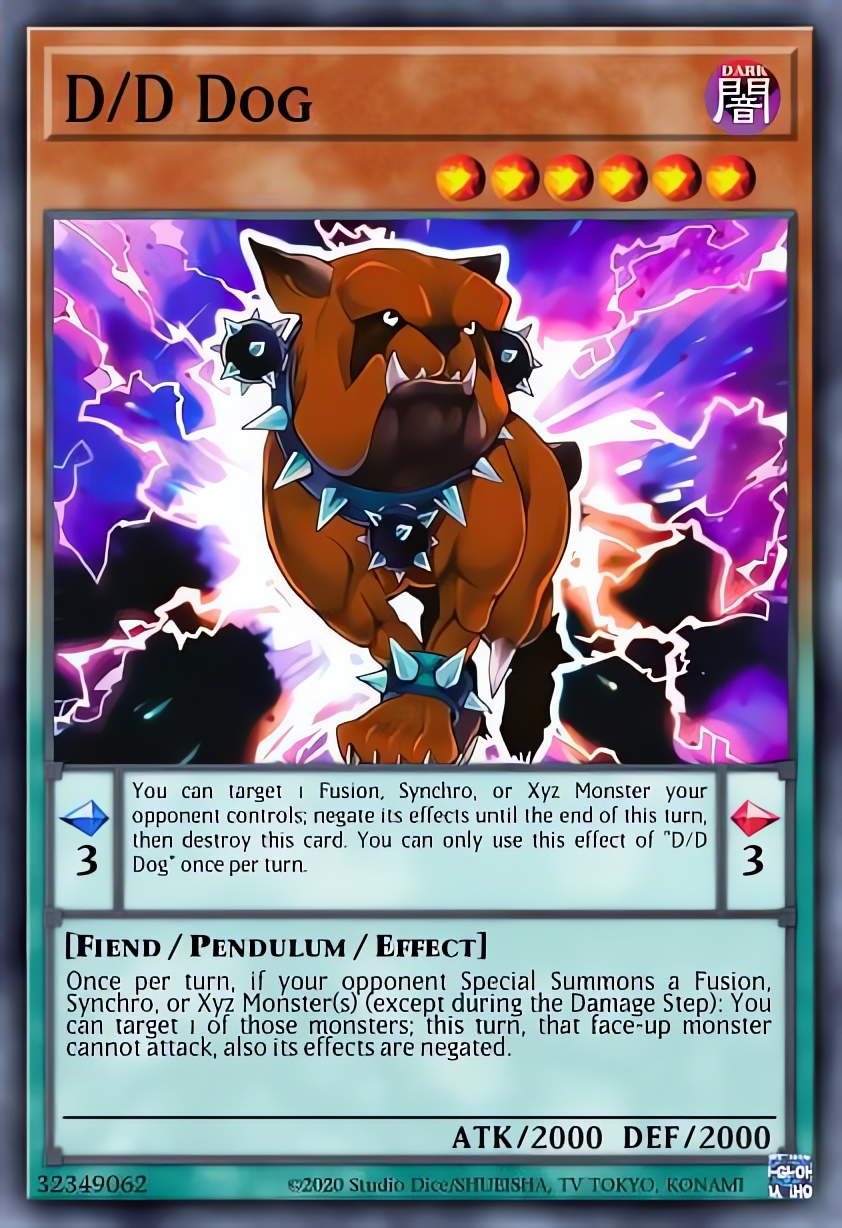 D/D Dog
DARK
闇
You can target 1 Fusion, Synchro, or Xyz Monster your
opponent controls; negate its effects until the end of this turn,
then destroy this card. You can only use this effect of "D/D
Dog" once per turn.
3
3
[Fiend / Pendulum / Effect]
Once per turn, if your opponent Special Summons a Fusion,
Synchro, or Xyz Monster(s) (except during the Damage Step): You
can target 1 of those monsters; this turn, that face-up monster
cannot attack, also its effects are negated.
ATK/2000 DEF/2000
32349062
©2020 Studio Dice/SHUEISHA, TV TOKYO, KONAMI